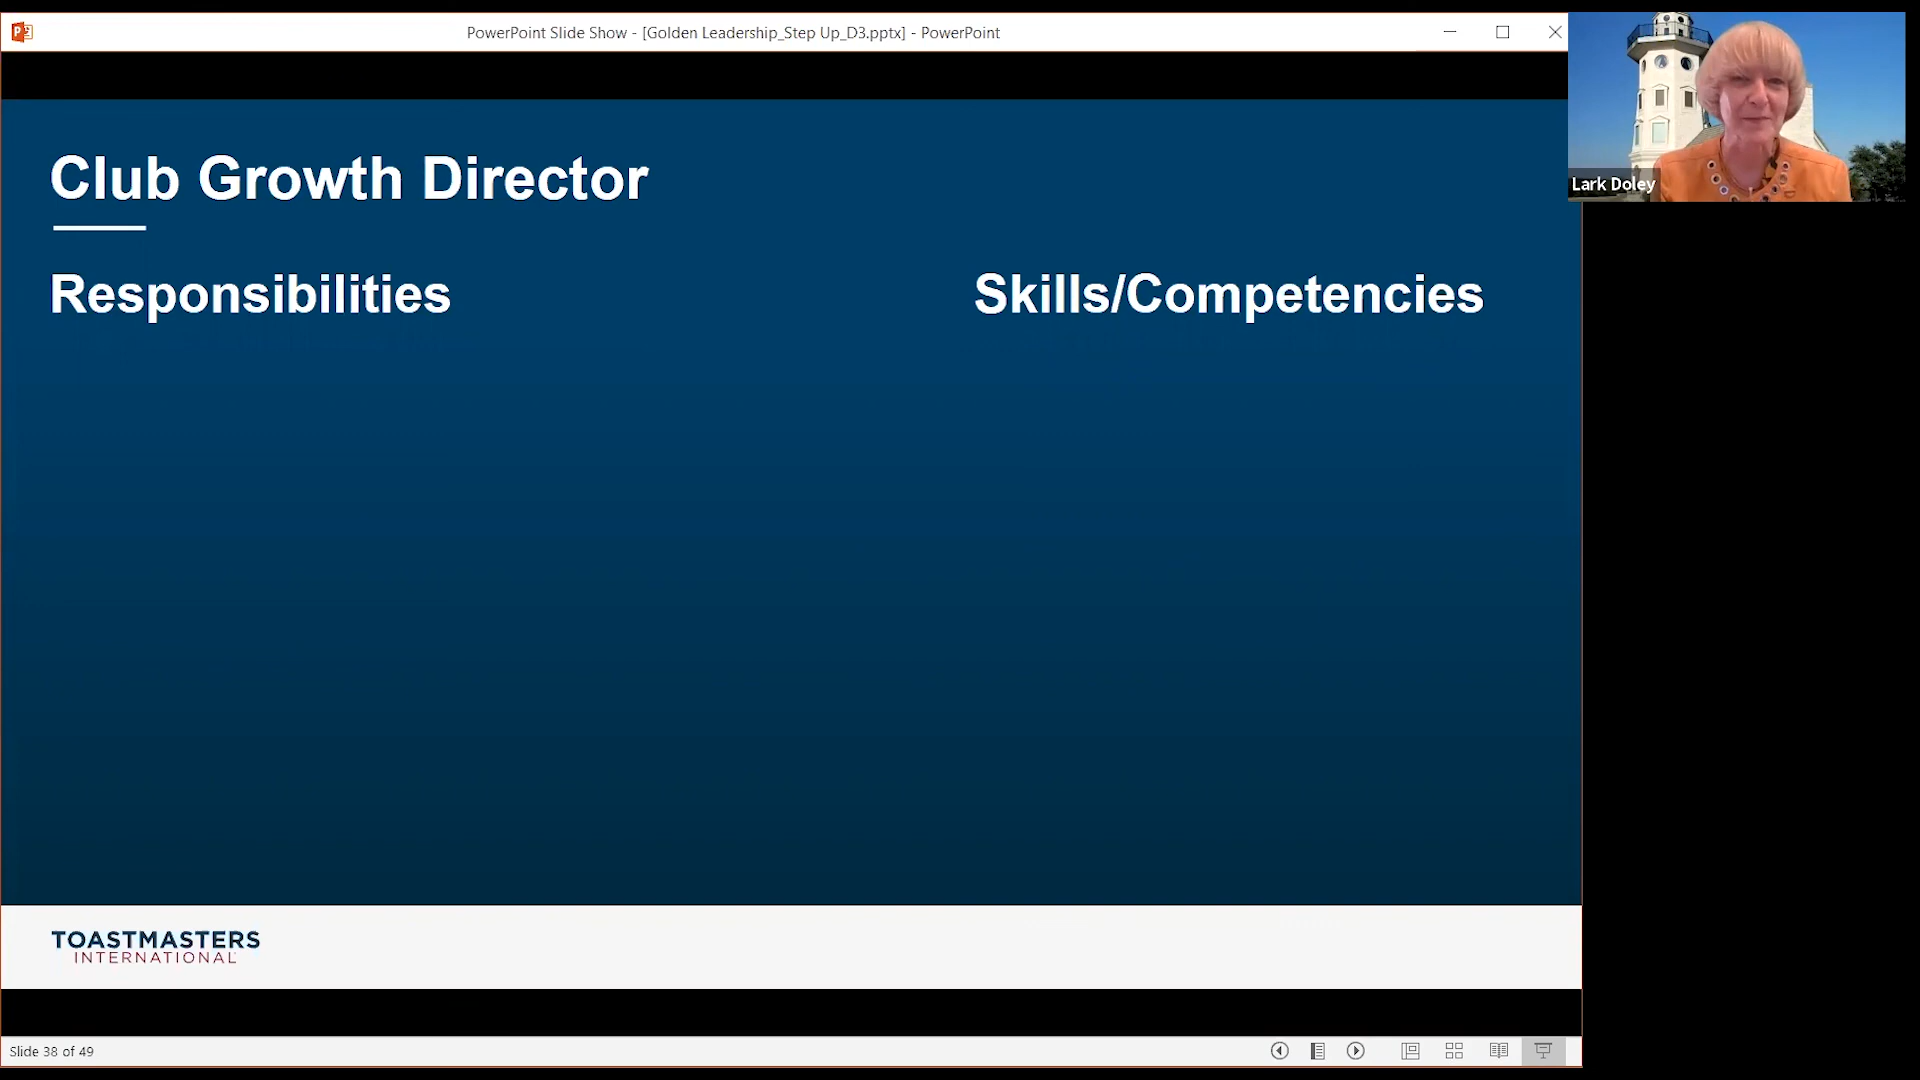 PowerPoint Slide Show - [Golden Leadership_Step Up_D3.pptx] - PowerPoint
Lark Doley
Club Growth Director
Responsibilities
Skills/Competencies
TOASTMASTERS
INTERNATIONAL
Slide 38 of 49